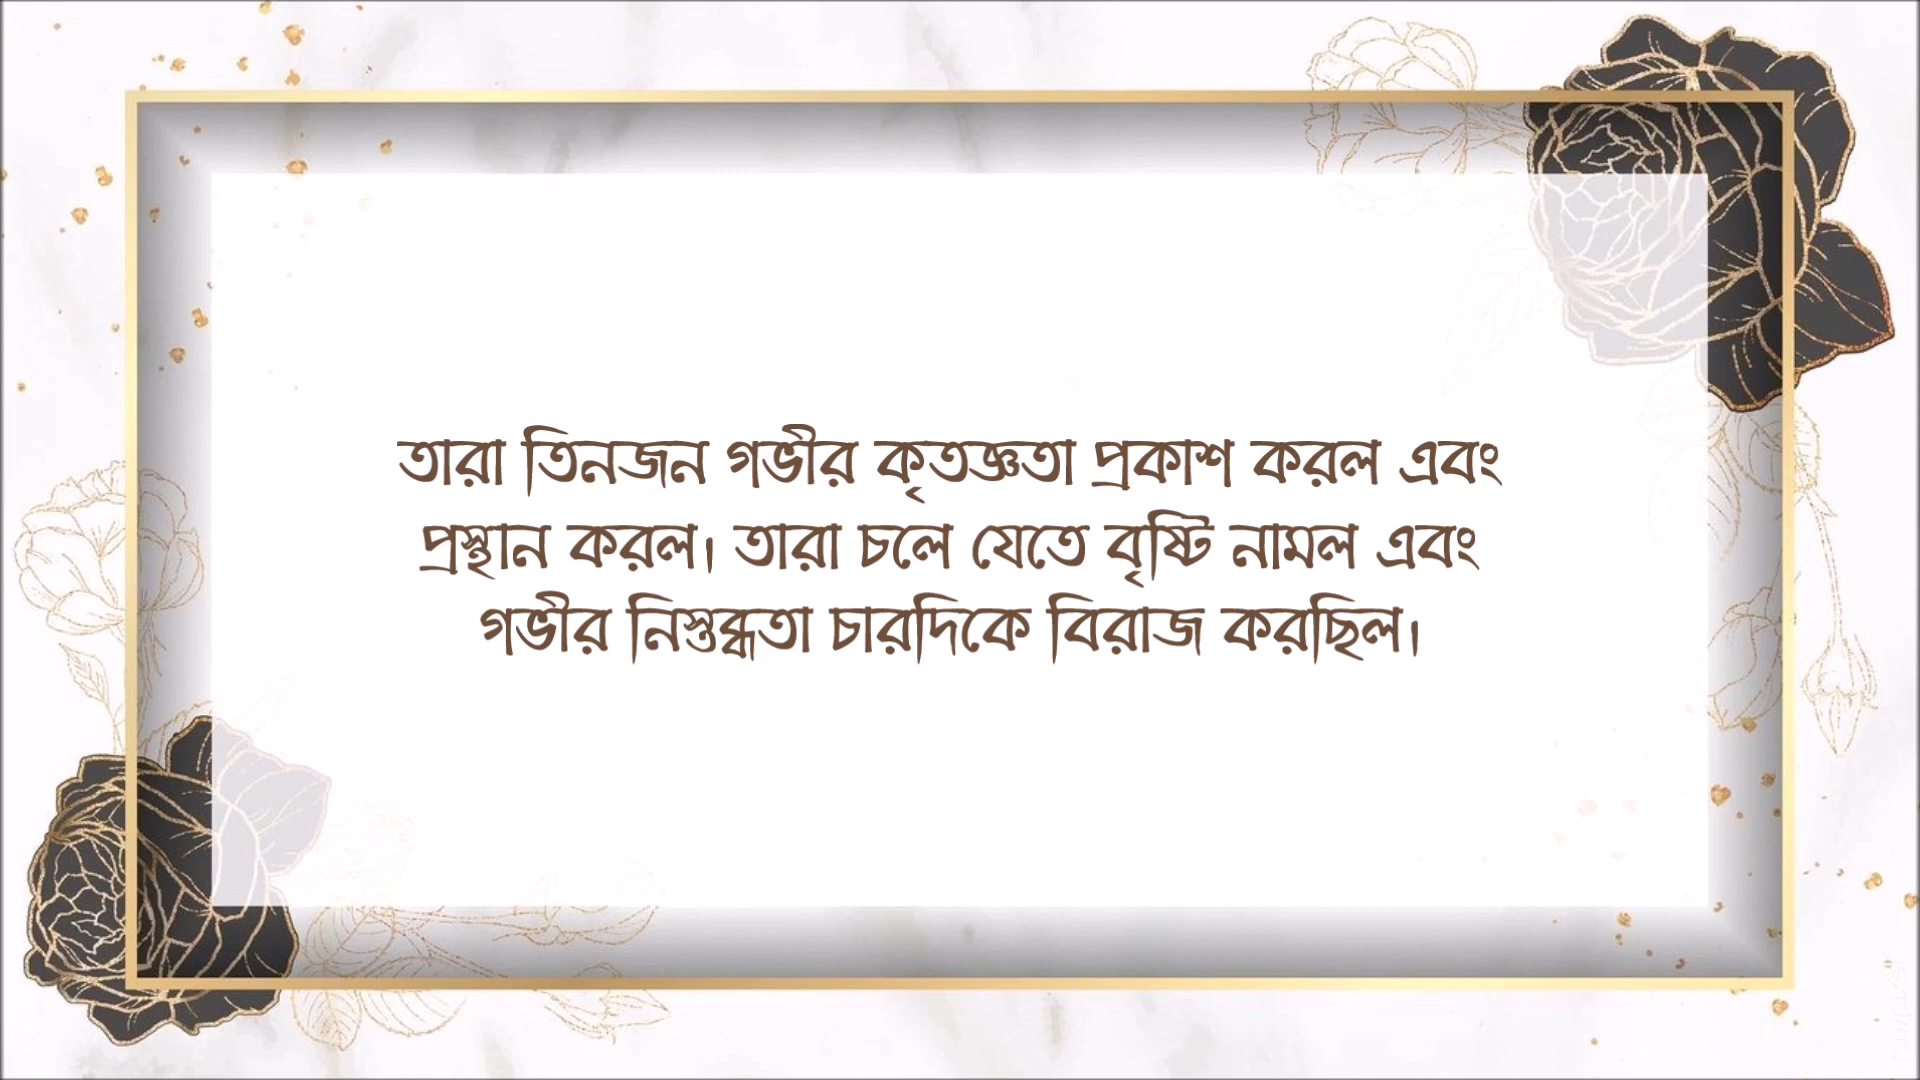 তারা তিনজন গভীর কৃতজ্ঞতা প্রকাশ করল এবং
প্রস্থান করল। তারা চলে যেতে বৃষ্টি নামল এবং
গভীর নিস্তব্ধতা চারদিকে বিরাজ করছিল।